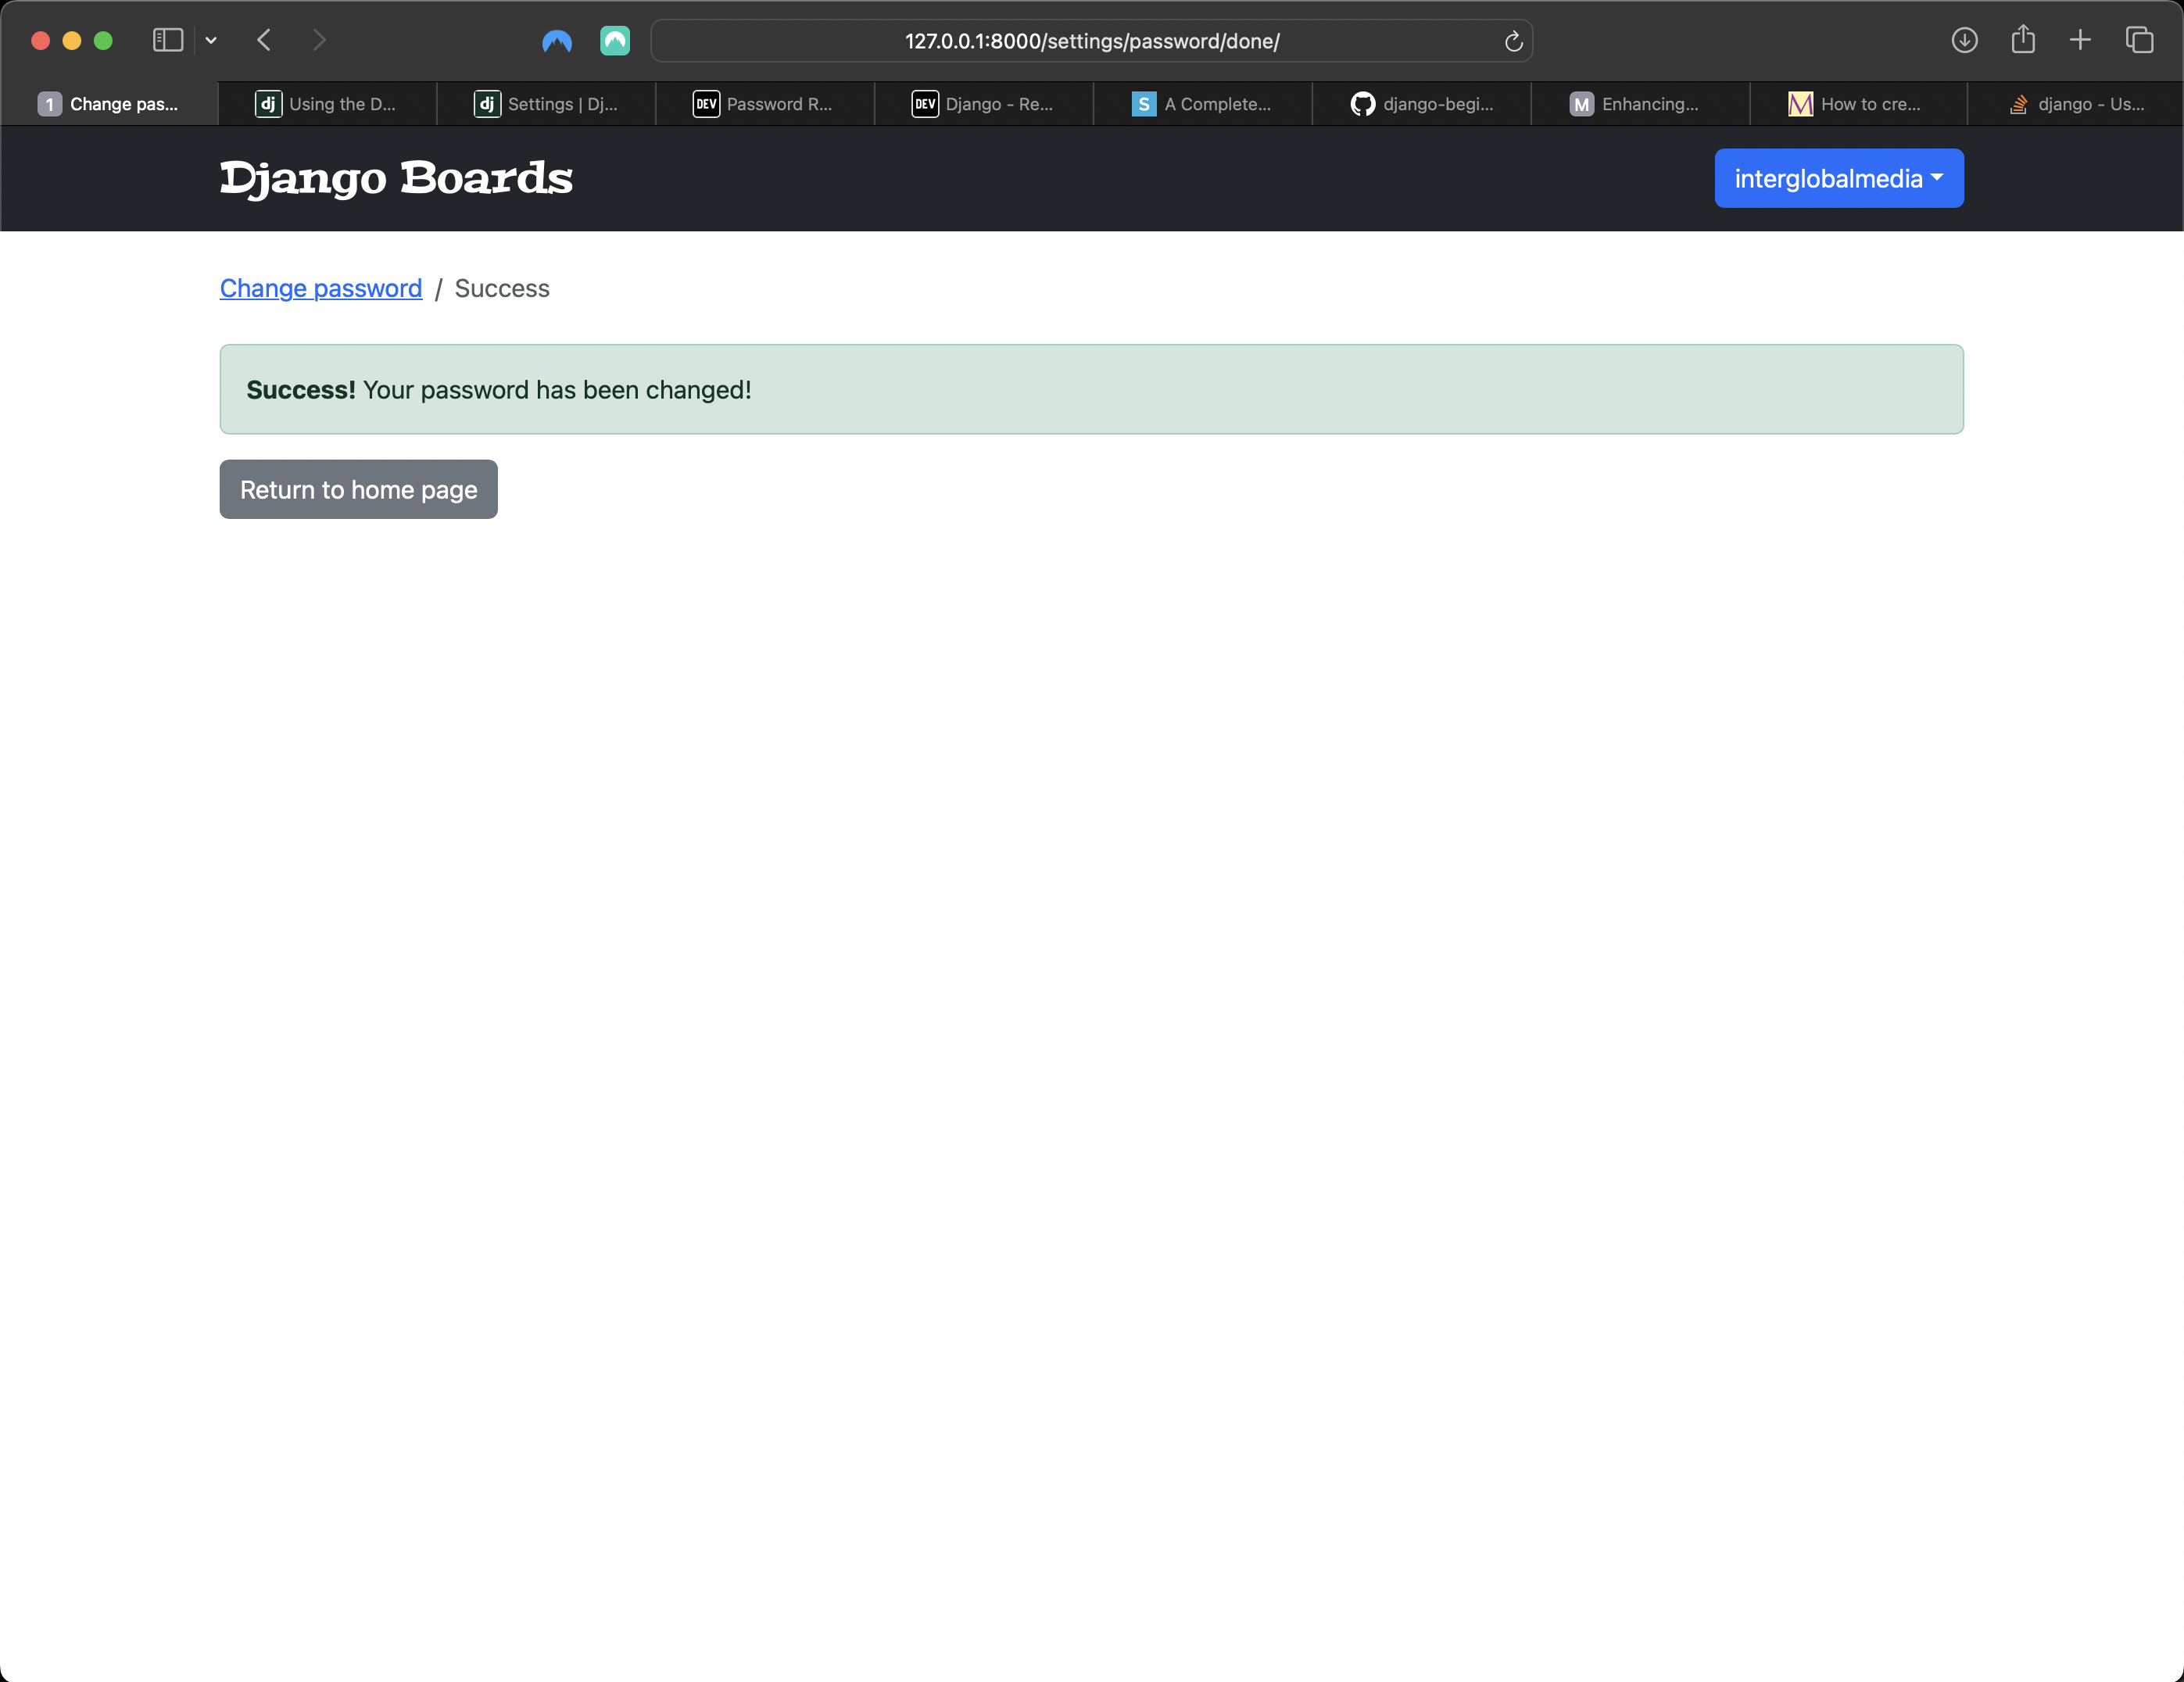 127.0.0.1:8000/settings/password/done/
1 Change pas... dj Using the D... dj Settings | Dj... DEV Password R... DEV Django - Re... S A Complete... django-begi... M Enhancing... M How to cre... django - Us...
Django Boards interglobalmedia
Change password / Success
Success! Your password has been changed!
Return to home page